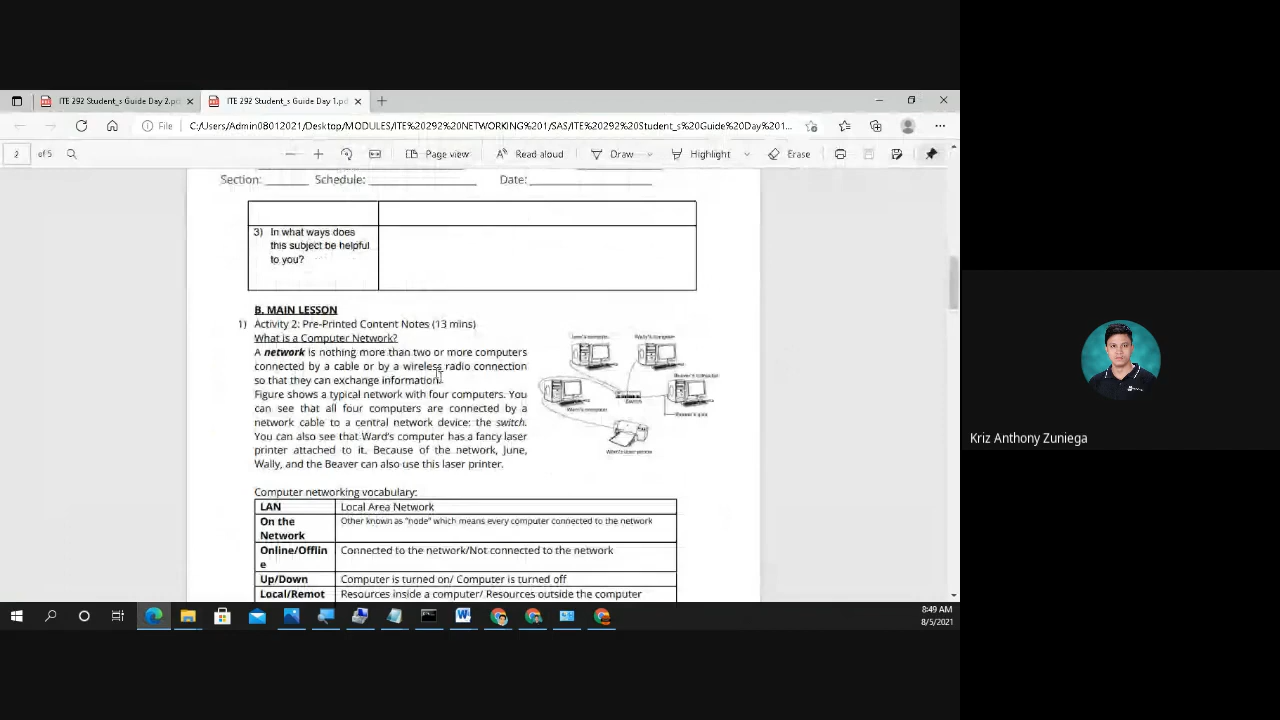 ITE 292 Student_s Guide Day 2.pd
ITE 292 Student_s Guide Day 1.pd
File
C:/Users/Admin08012021/Desktop/MODULES/ITE%20292%20NETWORKING%201/SAS/ITE%20292%20Student_s%20Guide%20Day%201...
2 of 5
Page view
Read aloud
Draw
Highlight
Erase
Section: ______ Schedule: ______________ Date: ________________
3) In what ways does
this subject be helpful
to you?
B. MAIN LESSON
1) Activity 2: Pre-Printed Content Notes (13 mins)
What is a Computer Network?
A network is nothing more than two or more computers
connected by a cable or by a wireless radio connection
so that they can exchange information.
Figure shows a typical network with four computers. You
can see that all four computers are connected by a
network cable to a central network device: the switch.
You can also see that Ward's computer has a fancy laser
printer attached to it. Because of the network, June,
Wally, and the Beaver can also use this laser printer.
Computer networking vocabulary:
LAN Local Area Network
On the Other known as "node" which means every computer connected to the network
Network
Online/Offlin Connected to the network/Not connected to the network
e
Up/Down Computer is turned on/ Computer is turned off
Local/Remot Resources inside a computer/ Resources outside the computer
8:49 AM
8/5/2021
Kriz Anthony Zuniega